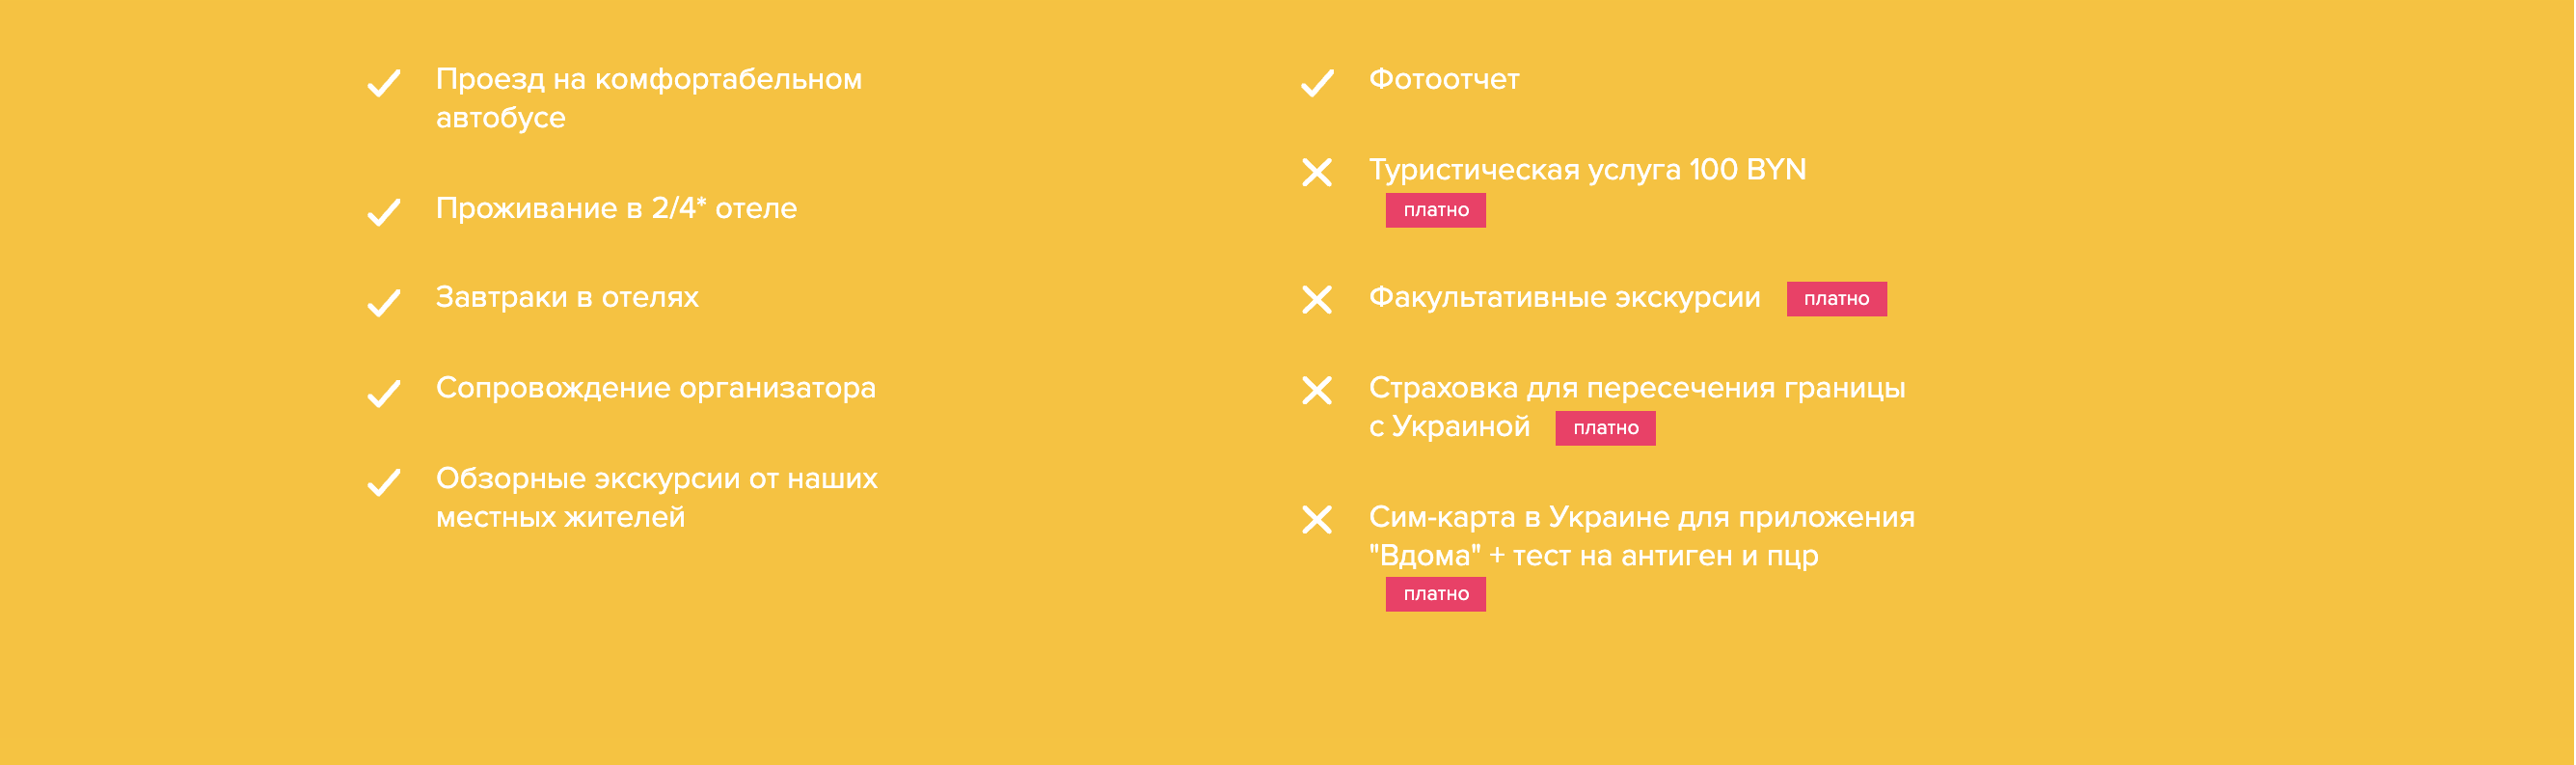 Проезд на комфортабельном
автобусе
Проживание в 2/4* отеле
Завтраки в отелях
Сопровождение организатора
Обзорные экскурсии от наших
местных жителей
Фотоотчет
Туристическая услуга 100 BYN
платно
Факультативные экскурсии платно
Страховка для пересечения границы
с Украиной платно
Сим-карта в Украине для приложения
"Вдома" + тест на антиген и пцр
платно